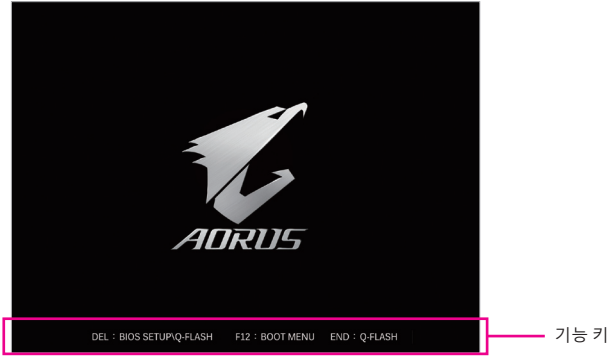 AORUS
DEL : BIOS SETUP\Q-FLASH F12 : BOOT MENU END : Q-FLASH
기능 키